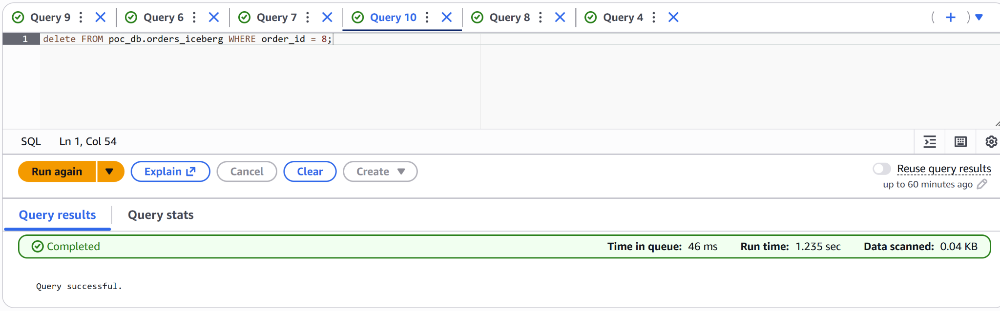 Query 9 Query 6 Query 7 Query 10 Query 8 Query 4
1 delete FROM poc_db.orders_iceberg WHERE order_id = 8;
SQL Ln 1, Col 54
Run again Explain Cancel Clear Create Reuse query results
up to 60 minutes ago
Query results Query stats
Completed Time in queue: 46 ms Run time: 1.235 sec Data scanned: 0.04 KB
Query successful.